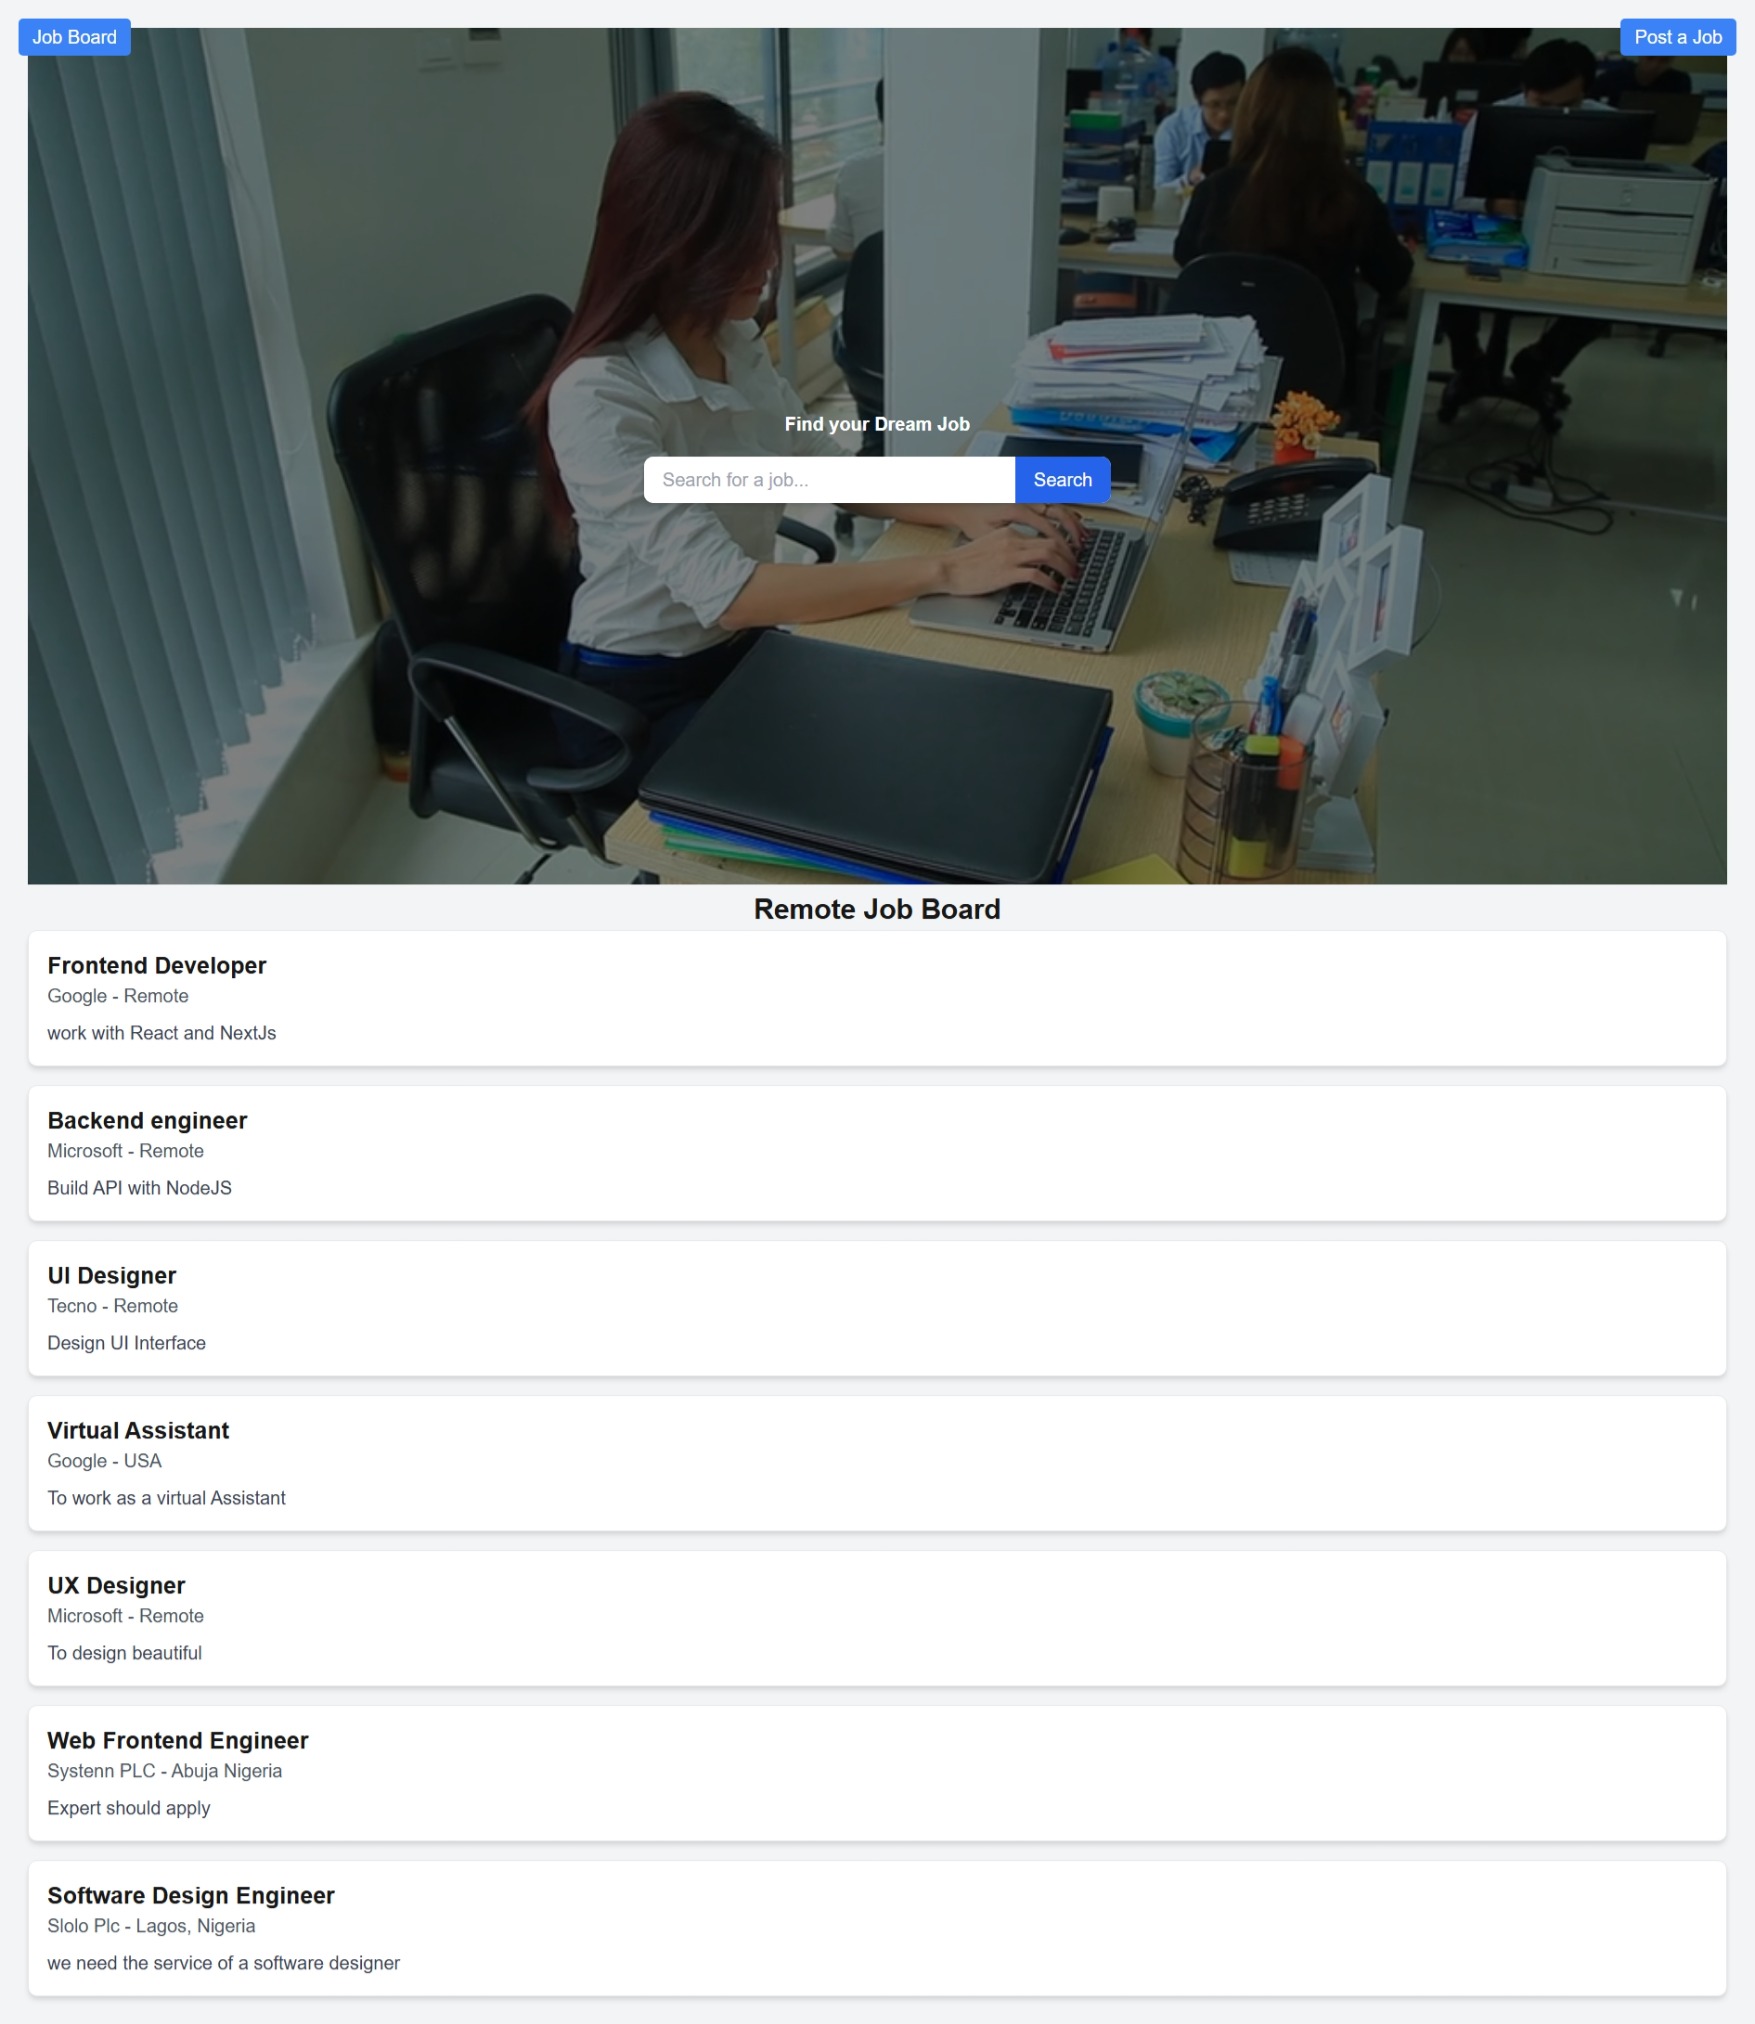 Job Board
Post a Job
Find your Dream Job
Search for a job...
Search
Remote Job Board
Frontend Developer
Google - Remote
work with React and NextJs
Backend engineer
Microsoft - Remote
Build API with NodeJS
UI Designer
Tecno - Remote
Design UI Interface
Virtual Assistant
Google - USA
To work as a virtual Assistant
UX Designer
Microsoft - Remote
To design beautiful
Web Frontend Engineer
Systenn PLC - Abuja Nigeria
Expert should apply
Software Design Engineer
Slolo Plc - Lagos, Nigeria
we need the service of a software designer